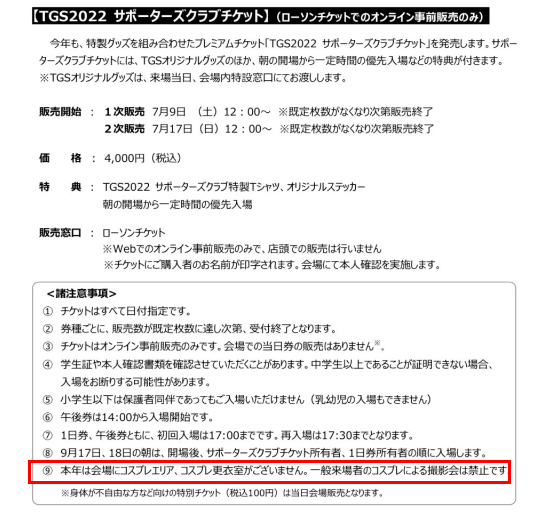 【TGS2022 サポーターズクラブチケット】（ローソンチケットでのオンライン事前販売のみ）
今年も、特製グッズを組み合わせたプレミアムチケット「TGS2022 サポーターズクラブチケット」を発売します。サポー
ターズクラブチケットには、TGSオリジナルグッズのほか、朝の開場から一定時間の優先入場などの特典が付きます。
※TGSオリジナルグッズは、来場当日、会場内特設窓口にてお渡しします。
販売開始 ： 1次販売 7月9日 （土）12：00～ ※既定枚数がなくなり次第販売終了
2次販売 7月17日（日）12：00～ ※既定枚数がなくなり次第販売終了
価 格 ： 4,000円（税込）
特 典 ： TGS2022 サポーターズクラブ特製Tシャツ、オリジナルステッカー
朝の開場から一定時間の優先入場
販売窓口 ： ローソンチケット
※Webでのオンライン事前販売のみで、店頭での販売は行いません
※チケットにご購入者のお名前が印字されます。会場にて本人確認を実施します。
＜諸注意事項＞
① チケットはすべて日付指定です。
② 券種ごとに、販売数が既定枚数に達し次第、受付終了となります。
③ チケットはオンライン事前販売のみです。会場での当日券の販売はありません※。
④ 学生証や本人確認書類を確認させていただくことがあります。中学生以上であることが証明できない場合、
入場をお断りする可能性があります。
⑤ 小学生以下は保護者同伴であってもご入場いただけません（乳幼児の入場もできません）
⑥ 午後券は14:00から入場開始です。
⑦ 1日券、午後券ともに、初回入場は17:00までです。再入場は17:30までとなります。
⑧ 9月17日、18日の朝は、開場後、サポーターズクラブチケット所有者、1日券所有者の順に入場します。
⑨ 本年は会場にコスプレエリア、コスプレ更衣室がございません。一般来場者のコスプレによる撮影会は禁止です
※身体が不自由な方など向けの特別チケット（税込100円）は当日会場販売となります。